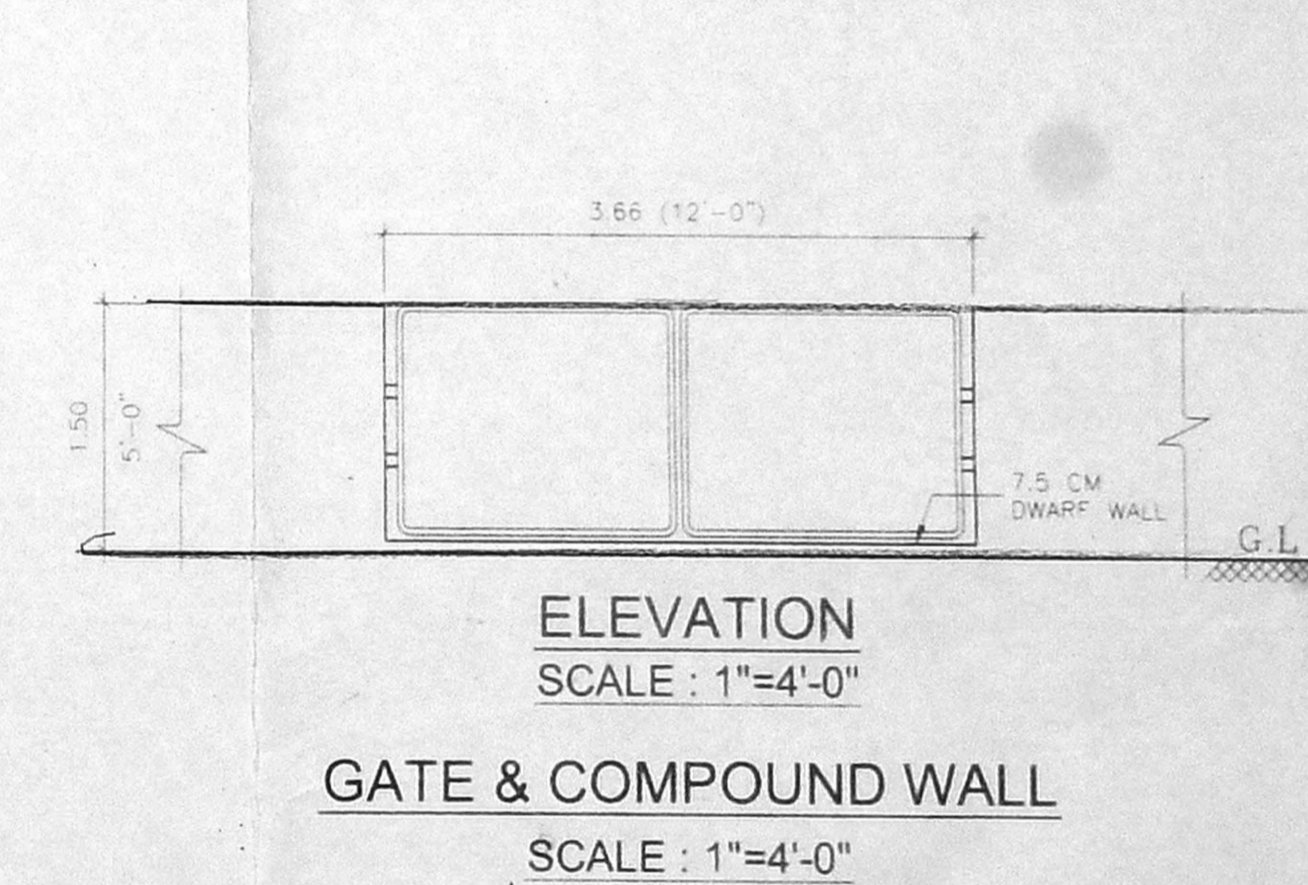 3.66 (12'-0")
1.50
5'-0"
7.5 CM
DWARF WALL
G.L
ELEVATION
SCALE : 1"=4'-0"
GATE & COMPOUND WALL
SCALE : 1"=4'-0"